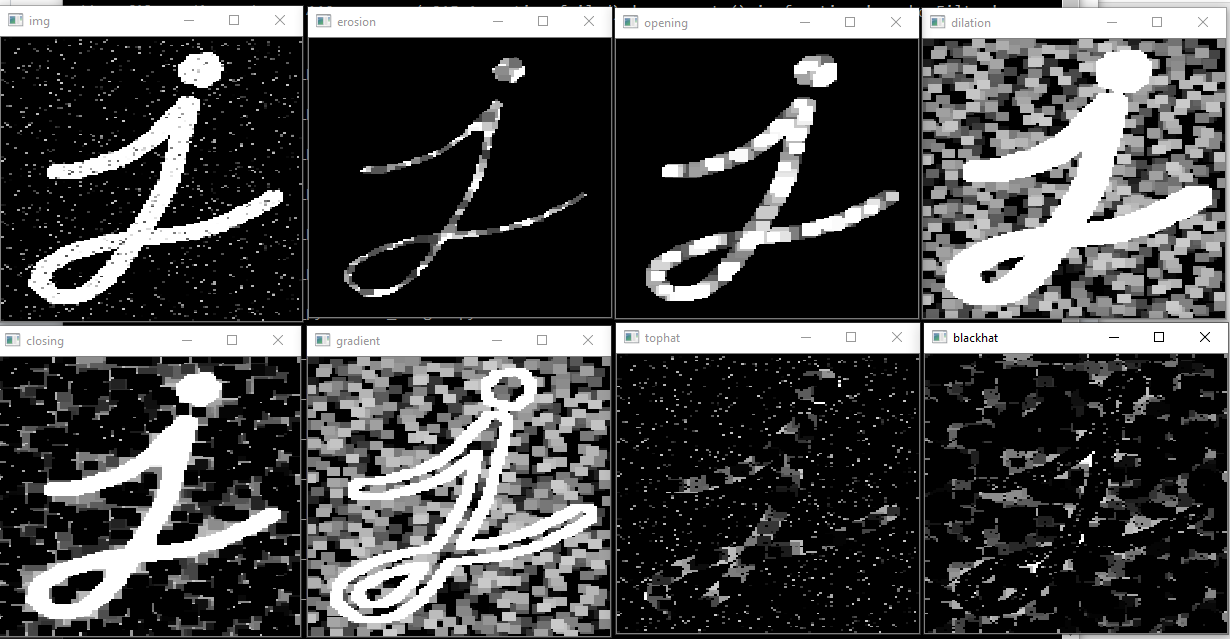 img
erosion
opening
dilation
closing
gradient
tophat
blackhat